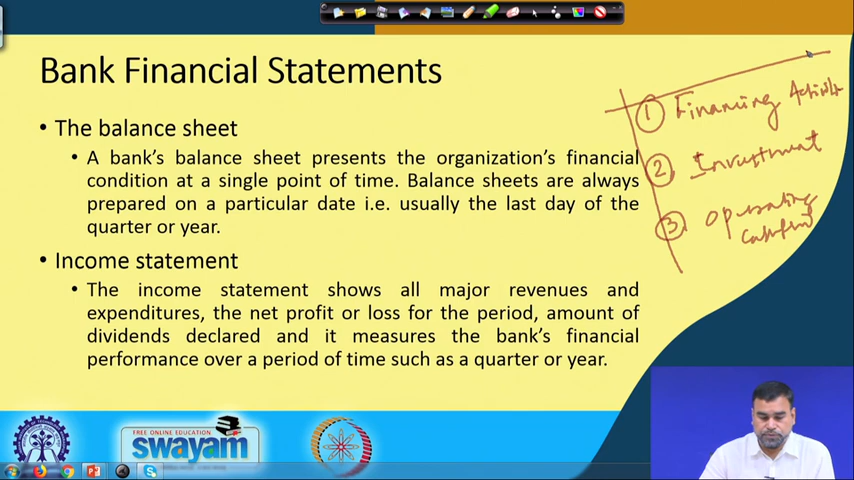 Bank Financial Statements
• The balance sheet
• A bank's balance sheet presents the organization's financial
condition at a single point of time. Balance sheets are always
prepared on a particular date i.e. usually the last day of the
quarter or year.
• Income statement
• The income statement shows all major revenues and
expenditures, the net profit or loss for the period, amount of
dividends declared and it measures the bank's financial
performance over a period of time such as a quarter or year.
1 Financing
2. Investment
3. Operating
FREE ONLINE EDUCATION
swayam